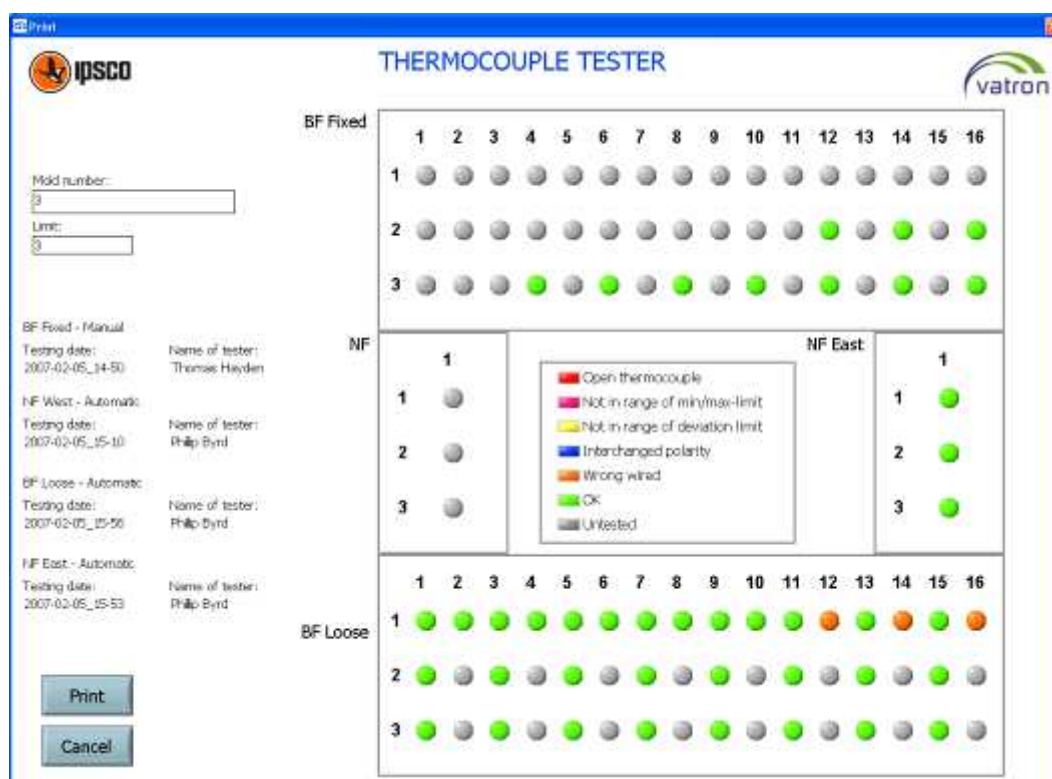 Print
IPSCO
THERMOCOUPLE TESTER
vatron
BF Fixed
1 2 3 4 5 6 7 8 9 10 11 12 13 14 15 16
1
2
3
Mold number:
3
Limit:
3
BF Fixed - Manual
Testing date: Name of tester:
2007-02-05_14-50 Thomas Hayden
NF West - Automatic
Testing date: Name of tester:
2007-02-05_15-10 Philip Byrd
BF Loose - Automatic
Testing date: Name of tester:
2007-02-05_15-56 Philip Byrd
NF East - Automatic
Testing date: Name of tester:
2007-02-05_15-53 Philip Byrd
NF
1
1
2
3
Open thermocouple
Not in range of min/max-limit
Not in range of deviation limit
Interchanged polarity
Wrong wired
OK
Untested
NF East
1
1
2
3
BF Loose
1 2 3 4 5 6 7 8 9 10 11 12 13 14 15 16
1
2
3
Print
Cancel